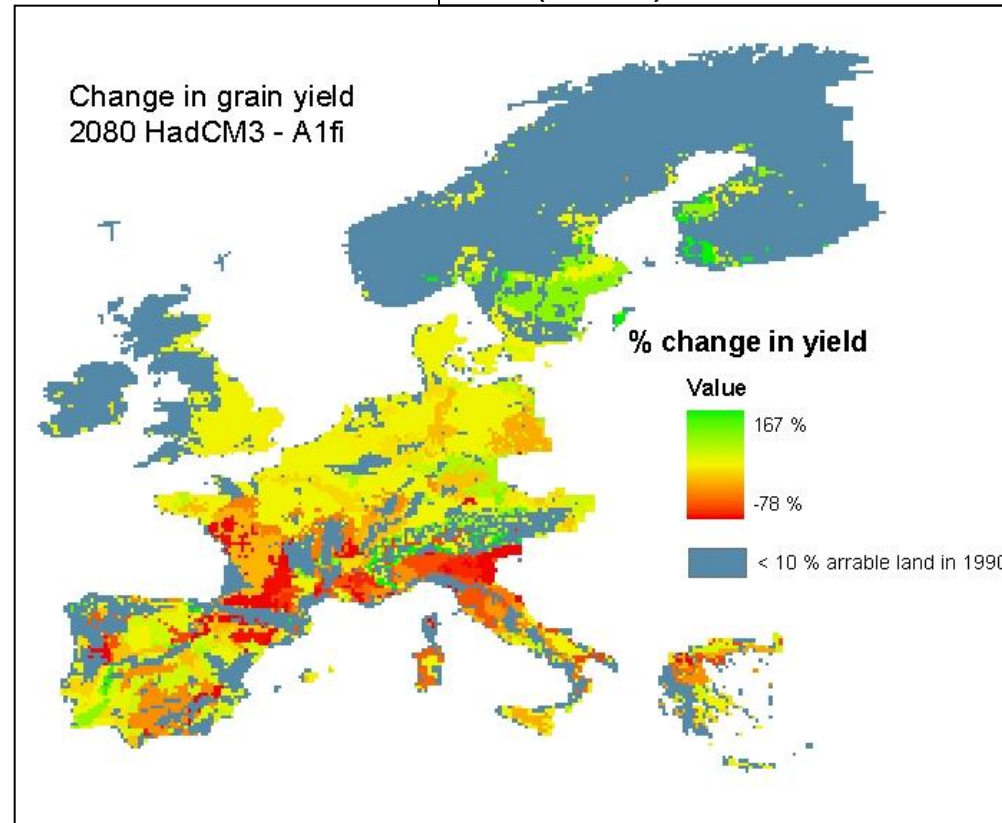 Change in grain yield
2080 HadCM3 - A1fi
% change in yield
Value
167 %
-78 %
< 10 % arrable land in 1990